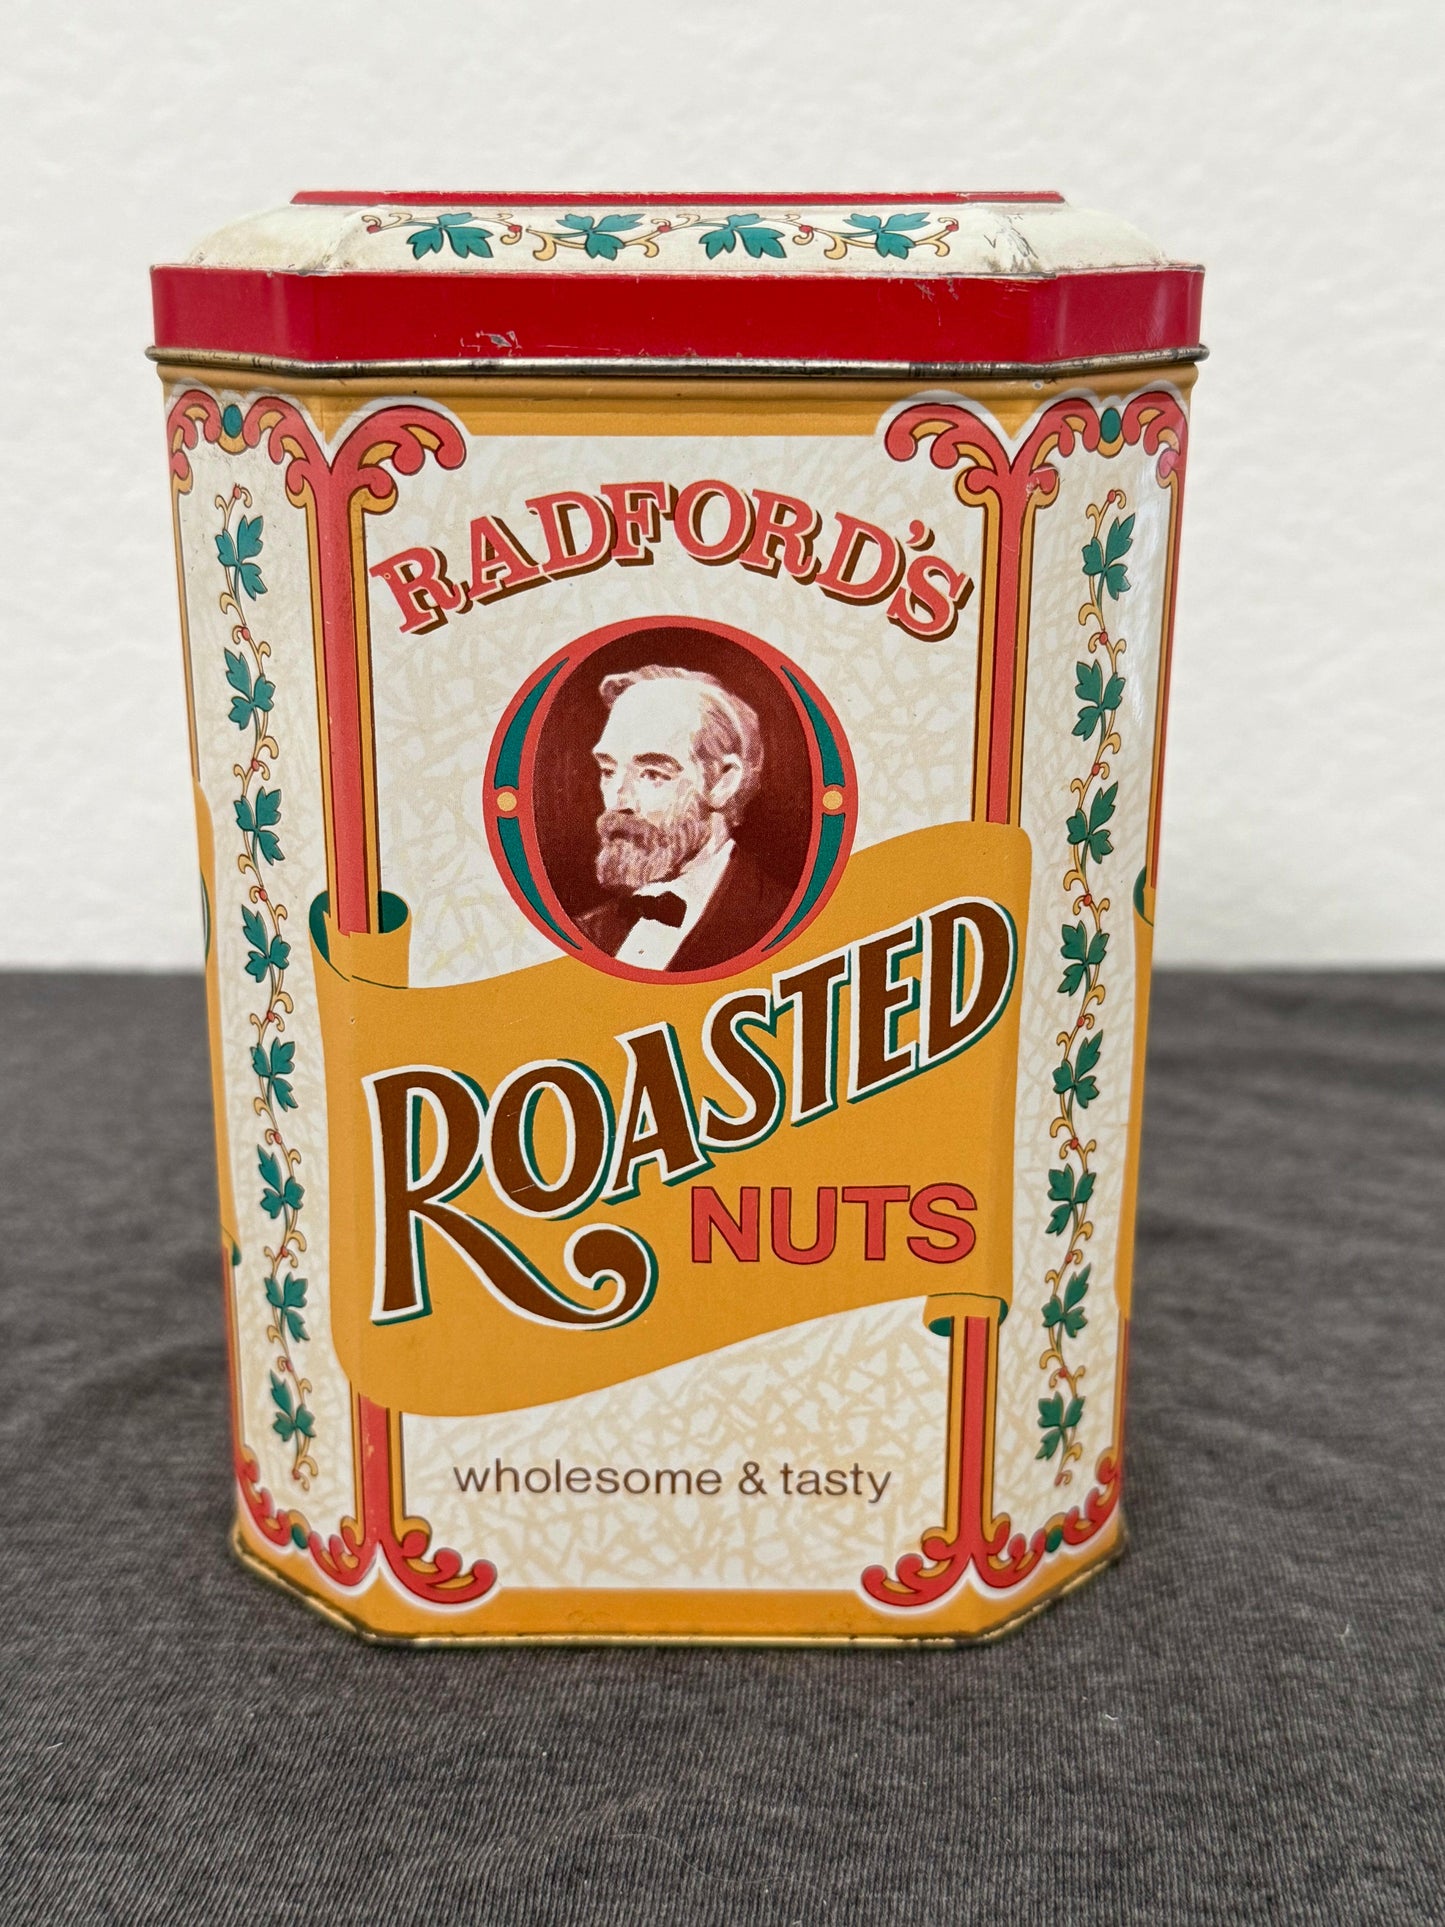 RADFORD'S
ROASTED
NUTS
wholesome & tasty